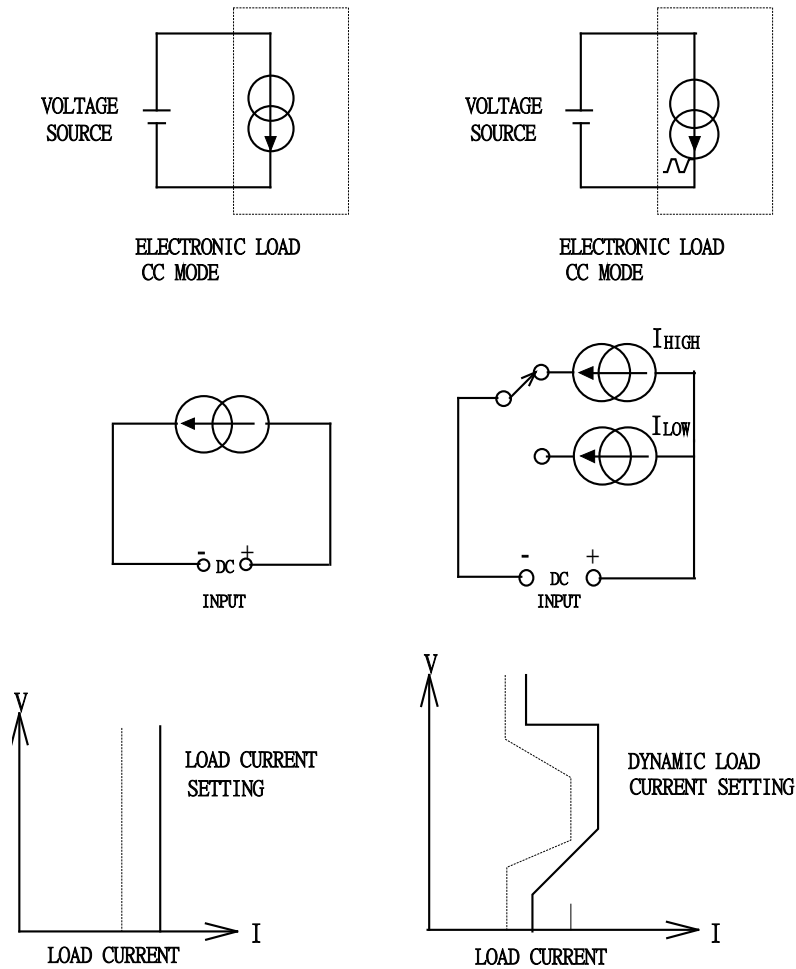 VOLTAGE
SOURCE
VOLTAGE
SOURCE
ELECTRONIC LOAD
CC MODE
ELECTRONIC LOAD
CC MODE
IHIGH
ILOW
- +
DC
INPUT
- +
DC
INPUT
V
LOAD CURRENT
SETTING
I
LOAD CURRENT
V
DYNAMIC LOAD
CURRENT SETTING
I
LOAD CURRENT